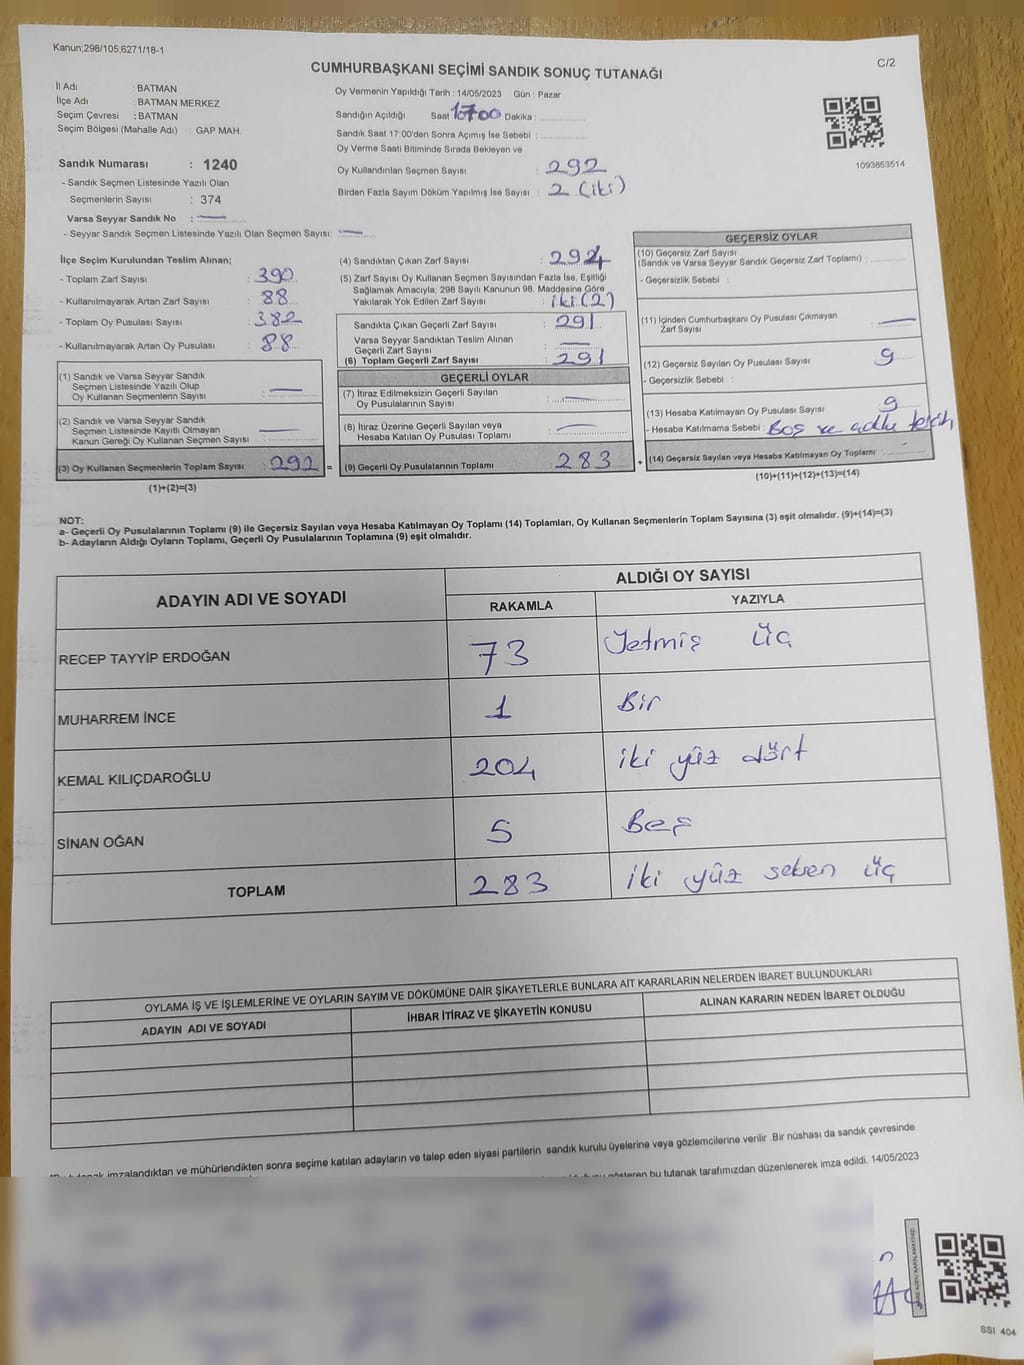 Kanun;298/105;6271/18-1
C/2
CUMHURBAŞKANI SEÇİMİ SANDIK SONUÇ TUTANAĞI
İl Adı : BATMAN
İlçe Adı : BATMAN MERKEZ
Seçim Çevresi : BATMAN
Seçim Bölgesi (Mahalle Adı) : GAP MAH.
Oy Vermenin Yapıldığı Tarih : 14/05/2023 Gün : Pazar
Sandığın Açıldığı Saat 17:00 Dakika :
Sandık Saat 17:00'den Sonra Açımış İse Sebebi :
Oy Verme Saati Bitiminde Sırada Bekleyen ve
Oy Kullandırılan Seçmen Sayısı : 292
Birden Fazla Sayım Döküm Yapılmış İse Sayısı : 2 (iki)
1093853514
Sandık Numarası : 1240
- Sandık Seçmen Listesinde Yazılı Olan
Seçmenlerin Sayısı : 374
Varsa Seyyar Sandık No : —
- Seyyar Sandık Seçmen Listesinde Yazılı Olan Seçmen Sayısı: —
İlçe Seçim Kurulundan Teslim Alınan;
- Toplam Zarf Sayısı : 390
- Kullanılmayarak Artan Zarf Sayısı : 88
- Toplam Oy Pusulası Sayısı : 382
- Kullanılmayarak Artan Oy Pusulası : 88
(1) Sandık ve Varsa Seyyar Sandık
Seçmen Listesinde Yazılı Olup
Oy Kullanan Seçmenlerin Sayısı : —
(2) Sandık ve Varsa Seyyar Sandık
Seçmen Listesinde Kayıtlı Olmayan
Kanun Gereği Oy Kullanan Seçmen Sayısı : —
(3) Oy Kullanan Seçmenlerin Toplam Sayısı : 292 =
(1)+(2)=(3)
(4) Sandıktan Çıkan Zarf Sayısı : 294
(5) Zarf Sayısı Oy Kullanan Seçmen Sayısından Fazla İse, Eşitliği
Sağlamak Amacıyla; 298 Sayılı Kanunun 98. Maddesine Göre
Yakılarak Yok Edilen Zarf Sayısı : iki (2)
Sandıkta Çıkan Geçerli Zarf Sayısı : 291
Varsa Seyyar Sandıktan Teslim Alınan
Geçerli Zarf Sayısı : —
(6) Toplam Geçerli Zarf Sayısı : 291
GEÇERLİ OYLAR
(7) İtiraz Edilmeksizin Geçerli Sayılan
Oy Pusulalarının Sayısı : —
(8) İtiraz Üzerine Geçerli Sayılan veya
Hesaba Katılan Oy Pusulası Toplamı : —
(9) Geçerli Oy Pusulalarının Toplamı : 283 +
GEÇERSİZ OYLAR
(10) Geçersiz Zarf Sayısı
(Sandık ve Varsa Seyyar Sandık Geçersiz Zarf Toplamı) :
- Geçersizlik Sebebi :
(11) İçinden Cumhurbaşkanı Oy Pusulası Çıkmayan
Zarf Sayısı : —
(12) Geçersiz Sayılan Oy Pusulası Sayısı : 9
- Geçersizlik Sebebi :
(13) Hesaba Katılmayan Oy Pusulası Sayısı : 9
- Hesaba Katılmama Sebebi : Boş ve
(14) Geçersiz Sayılan veya Hesaba Katılmayan Oy Toplamı :
(10)+(11)+(12)+(13)=(14)
NOT:
a- Geçerli Oy Pusulalarının Toplamı (9) ile Geçersiz Sayılan veya Hesaba Katılmayan Oy Toplamı (14) Toplamları, Oy Kullanan Seçmenlerin Toplam Sayısına (3) eşit olmalıdır. (9)+(14)=(3)
b- Adayların Aldığı Oyların Toplamı, Geçerli Oy Pusulalarının Toplamına (9) eşit olmalıdır.
ADAYIN ADI VE SOYADI
ALDIĞI OY SAYISI
RAKAMLA YAZIYLA
RECEP TAYYİP ERDOĞAN 73 Yetmiş üç
MUHARREM İNCE 1 Bir
KEMAL KILIÇDAROĞLU 204 iki yüz dört
SİNAN OĞAN 5 Beş
TOPLAM 283 iki yüz seksen üç
OYLAMA İŞ VE İŞLEMLERİNE VE OYLARIN SAYIM VE DÖKÜMÜNE DAİR ŞİKAYETLERLE BUNLARA AİT KARARLARIN NELERDEN İBARET BULUNDUKLARI
ADAYIN ADI VE SOYADI İHBAR İTİRAZ VE ŞİKAYETİN KONUSU ALINAN KARARIN NEDEN İBARET OLDUĞU
imzalandıktan ve mühürlendikten sonra seçime katılan adayların ve talep eden siyasi partilerin sandık kurulu üyelerine veya gözlemcilerine verilir .Bir nüshası da sandık çevresinde
gösteren bu tutanak tarafımızdan düzenlenerek imza edildi. 14/05/2023
SSI 404